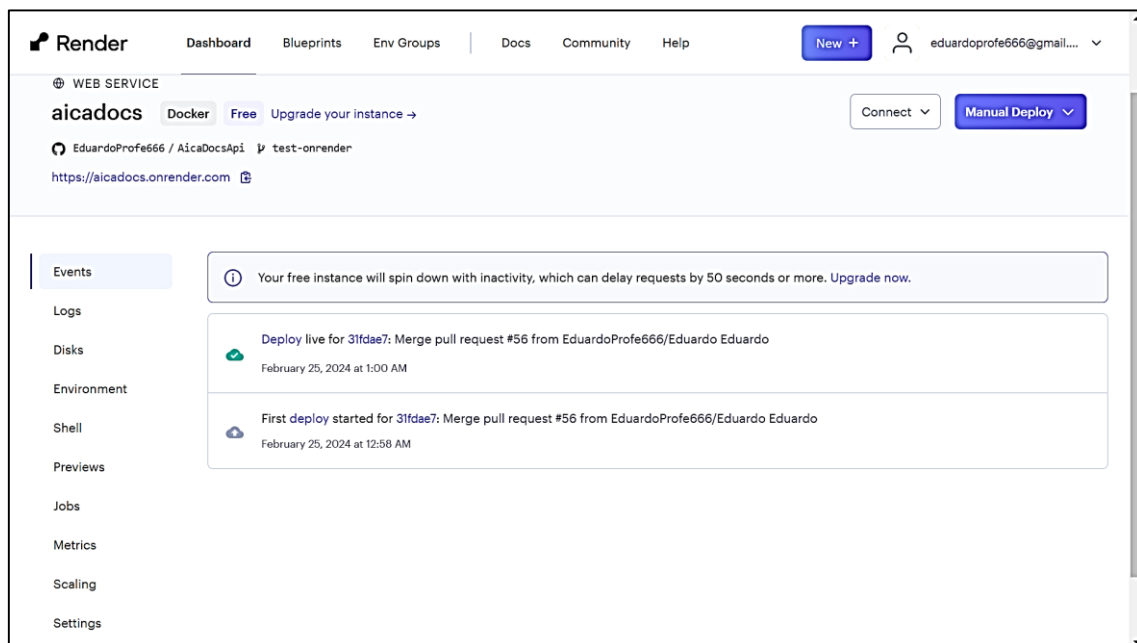 Render Dashboard Blueprints Env Groups Docs Community Help New + eduardoprofe666@gmail....
WEB SERVICE
aicadocs Docker Free Upgrade your instance → Connect Manual Deploy
EduardoProfe666 / AicaDocsApi test-onrender
https://aicadocs.onrender.com
Events
Your free instance will spin down with inactivity, which can delay requests by 50 seconds or more. Upgrade now.
Logs
Deploy live for 31fdae7: Merge pull request #56 from EduardoProfe666/Eduardo Eduardo
February 25, 2024 at 1:00 AM
Disks
Environment
First deploy started for 31fdae7: Merge pull request #56 from EduardoProfe666/Eduardo Eduardo
February 25, 2024 at 12:58 AM
Shell
Previews
Jobs
Metrics
Scaling
Settings